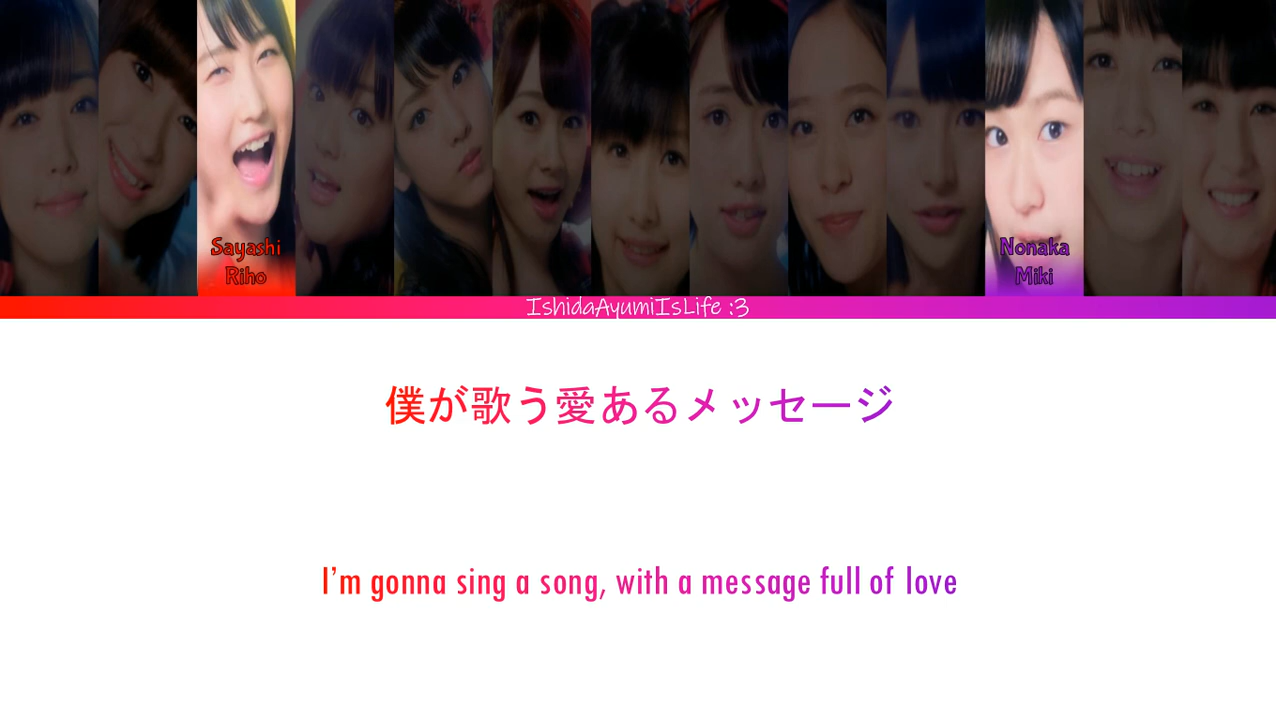 Sayashi
Riho
Nonaka
Miki
IshidaAyumiIsLife :3
僕が歌う愛あるメッセージ
I'm gonna sing a song, with a message full of love